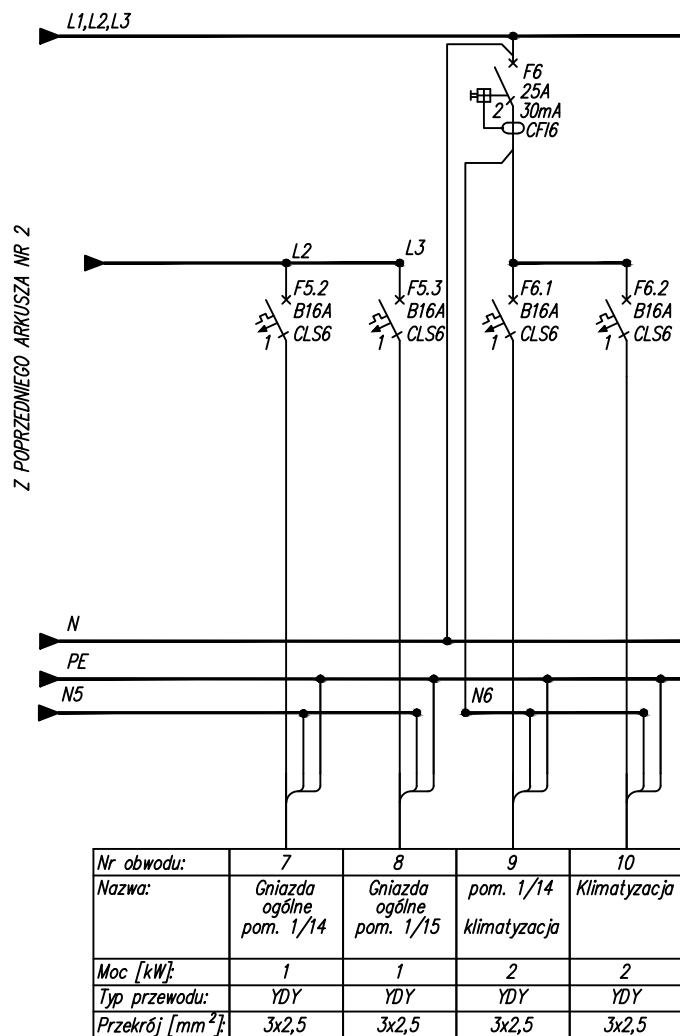 L1,L2,L3
F6
25A
2 30mA
CFI6
Z POPRZEDNIEGO ARKUSZA NR 2
L2
L3
F5.2
B16A
1 CLS6
F5.3
B16A
1 CLS6
F6.1
B16A
1 CLS6
F6.2
B16A
1 CLS6
N
PE
N5
N6
Nr obwodu: 7 8 9 10
Nazwa: Gniazda ogólne pom. 1/14 Gniazda ogólne pom. 1/15 pom. 1/14 klimatyzacja Klimatyzacja
Moc [kW]: 1 1 2 2
Typ przewodu: YDY YDY YDY YDY
Przekrój [mm²]: 3x2,5 3x2,5 3x2,5 3x2,5